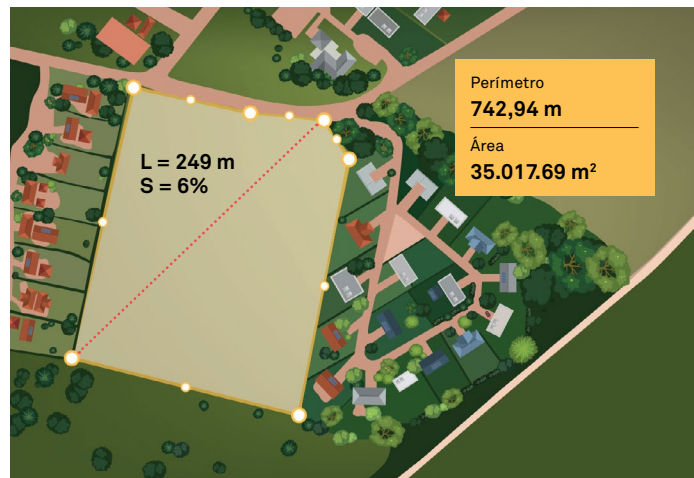 L = 249 m
S = 6%
Perímetro
742,94 m
Área
35.017.69 m²